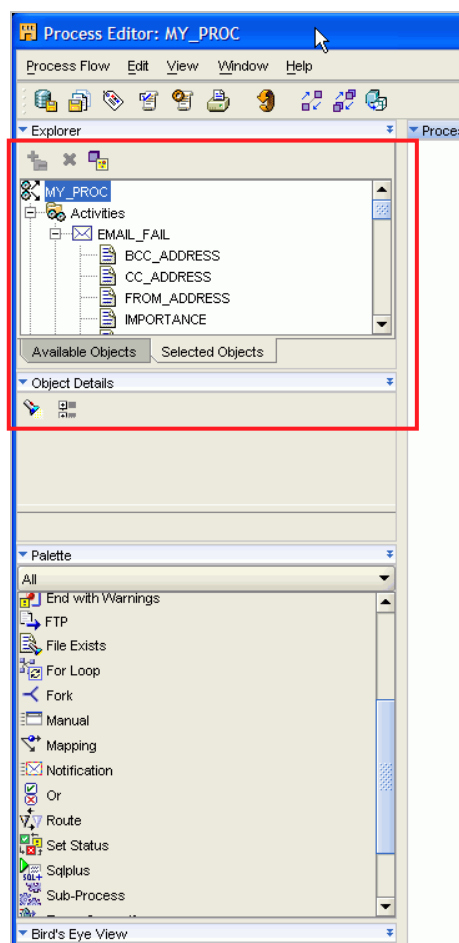 Process Editor: MY_PROC
Process Flow Edit View Window Help
Explorer
Proces
MY_PROC
Activities
EMAIL_FAIL
BCC_ADDRESS
CC_ADDRESS
FROM_ADDRESS
IMPORTANCE
Available Objects Selected Objects
Object Details
Palette
All
End with Warnings
FTP
File Exists
For Loop
Fork
Manual
Mapping
Notification
Or
Route
Set Status
SQL+ Sqlplus
Sub-Process
Bird's Eye View